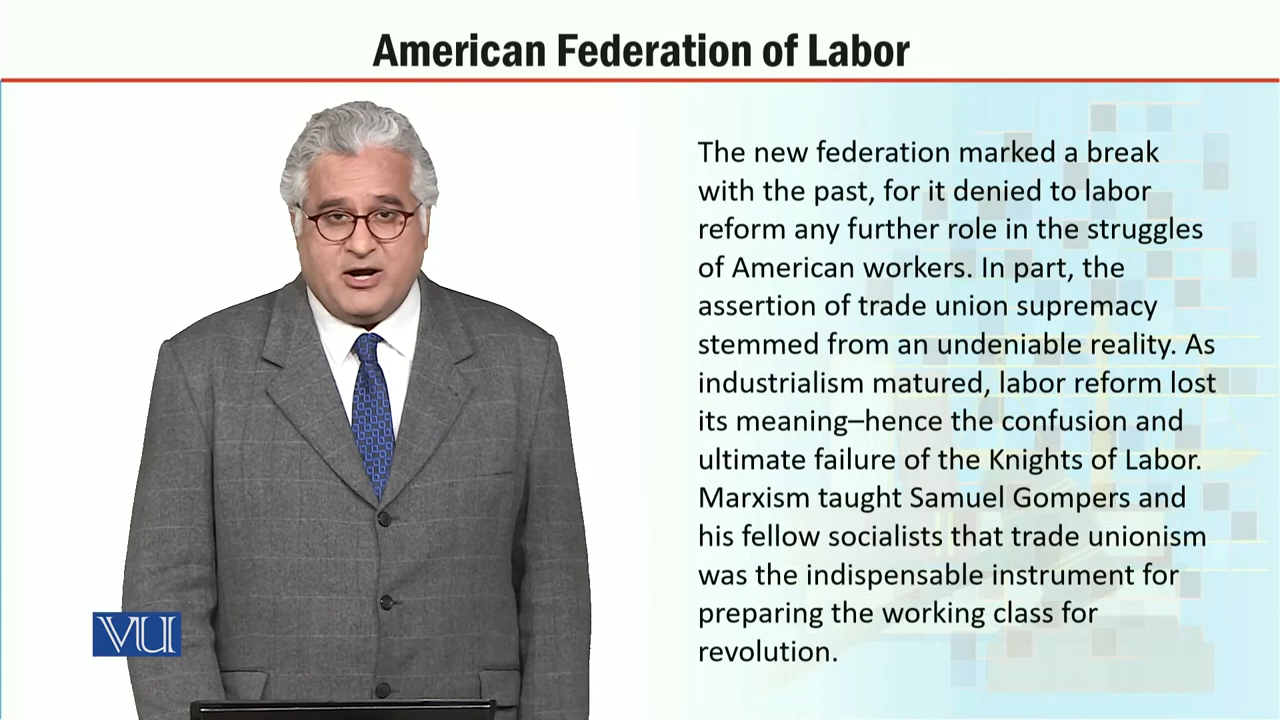 American Federation of Labor
The new federation marked a break
with the past, for it denied to labor
reform any further role in the struggles
of American workers. In part, the
assertion of trade union supremacy
stemmed from an undeniable reality. As
industrialism matured, labor reform lost
its meaning–hence the confusion and
ultimate failure of the Knights of Labor.
Marxism taught Samuel Gompers and
his fellow socialists that trade unionism
was the indispensable instrument for
preparing the working class for
revolution.
VU